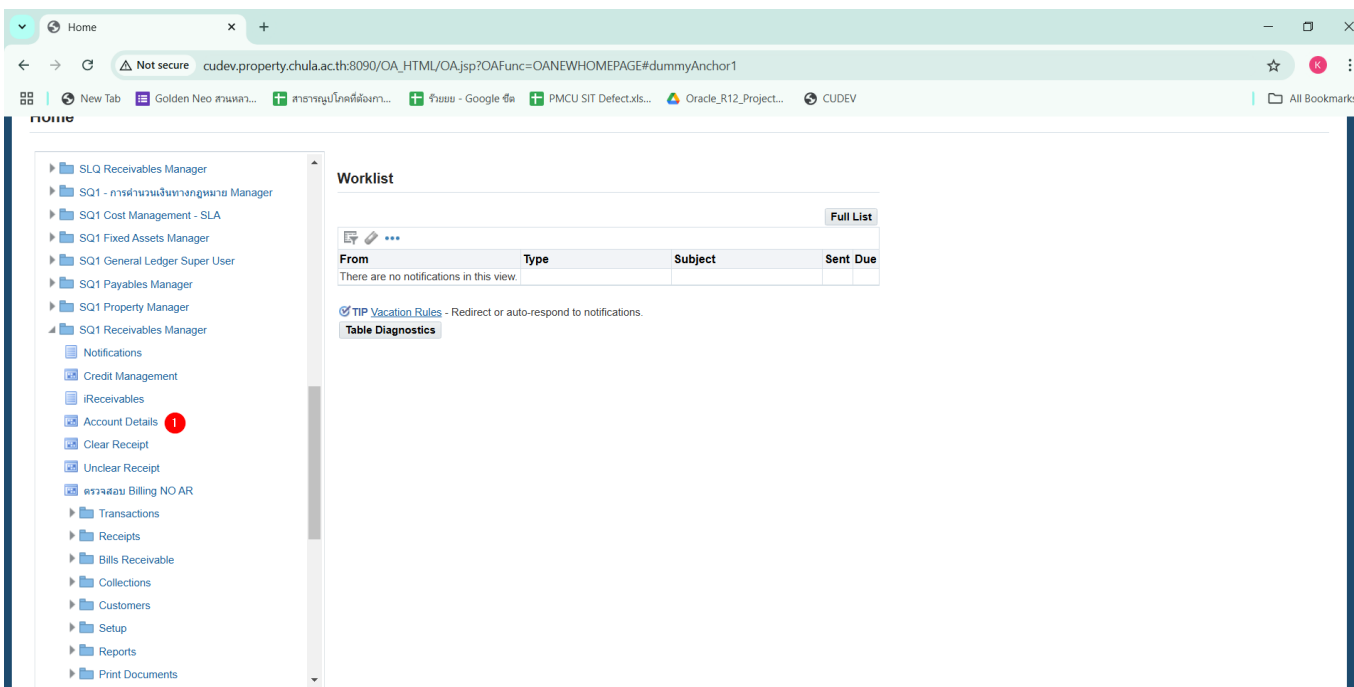 Home
Not secure cudev.property.chula.ac.th:8090/OA_HTML/OA.jsp?OAFunc=OANEWHOMEPAGE#dummyAnchor1 K
New Tab Golden Neo สวนหลว... สาธารณูปโภคที่ต้องกา... ร้ายยย - Google ชีต PMCU SIT Defect.xls... Oracle_R12_Project... CUDEV All Bookmarks
Home
SLQ Receivables Manager
SQ1 - การคำนวนเงินทางกฎหมาย Manager
SQ1 Cost Management - SLA
SQ1 Fixed Assets Manager
SQ1 General Ledger Super User
SQ1 Payables Manager
SQ1 Property Manager
SQ1 Receivables Manager
Notifications
Credit Management
iReceivables
Account Details 1
Clear Receipt
Unclear Receipt
ตรวจสอบ Billing NO AR
Transactions
Receipts
Bills Receivable
Collections
Customers
Setup
Reports
Print Documents
Worklist
Full List
From Type Subject Sent Due
There are no notifications in this view.
TIP Vacation Rules - Redirect or auto-respond to notifications.
Table Diagnostics